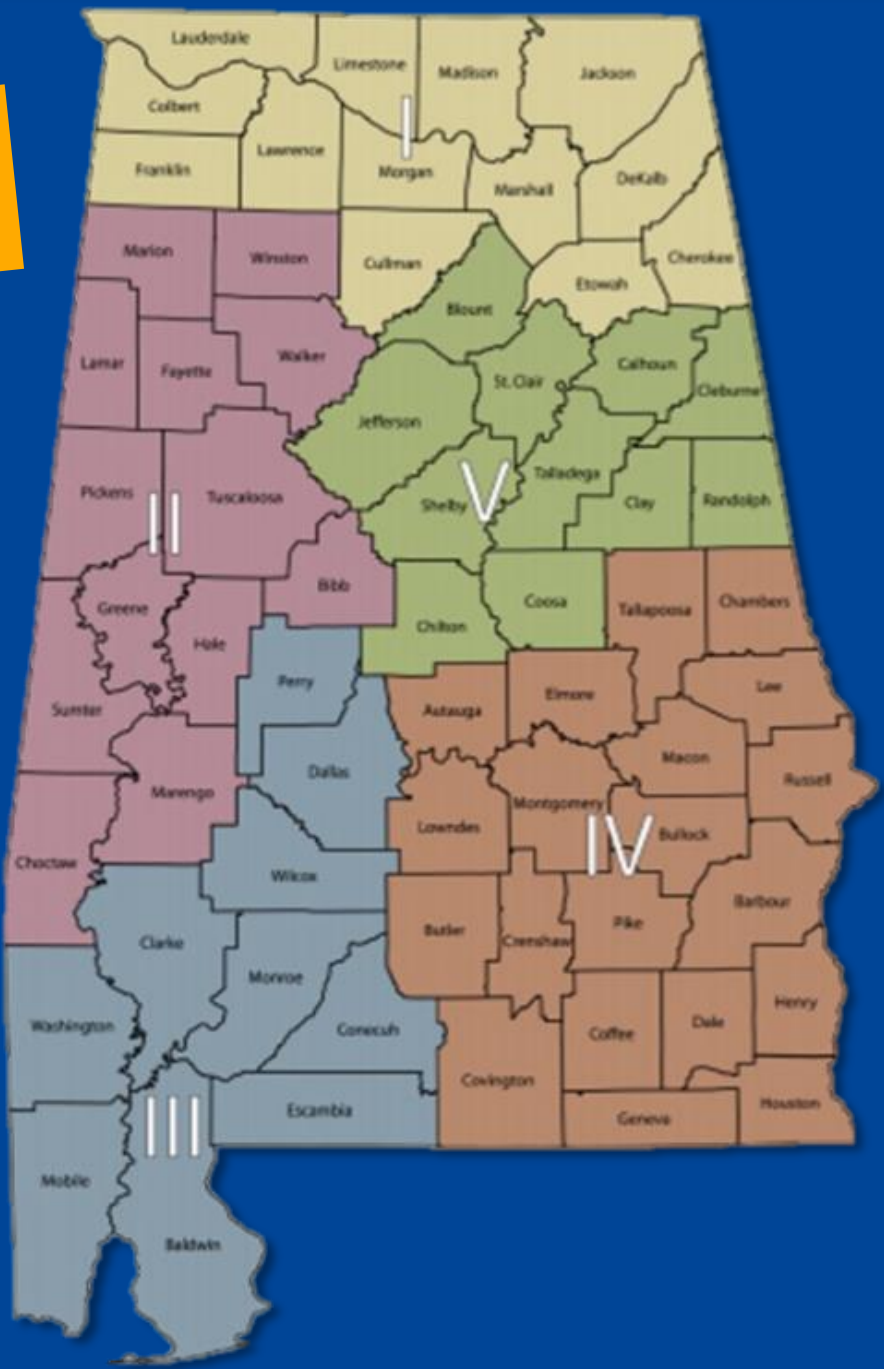 Lauderdale
Limestone
Madison
Jackson
Colbert
Lawrence
I
Franklin
Morgan
Marshall
DeKalb
Marion
Winston
Cullman
Cherokee
Etowah
Blount
Lamar
Fayette
Walker
St. Clair
Calhoun
Cleburne
Jefferson
Pickens
II
Tuscaloosa
Shelby
V
Talladega
Clay
Randolph
Bibb
Greene
Hale
Chilton
Coosa
Tallapoosa
Chambers
Sumter
Perry
Autauga
Elmore
Lee
Dallas
Macon
Russell
Marengo
Lowndes
Montgomery
IV
Bullock
Choctaw
Wilcox
Clarke
Butler
Crenshaw
Pike
Barbour
Monroe
Washington
Conecuh
Coffee
Dale
Henry
Covington
Escambia
III
Geneva
Houston
Mobile
Baldwin